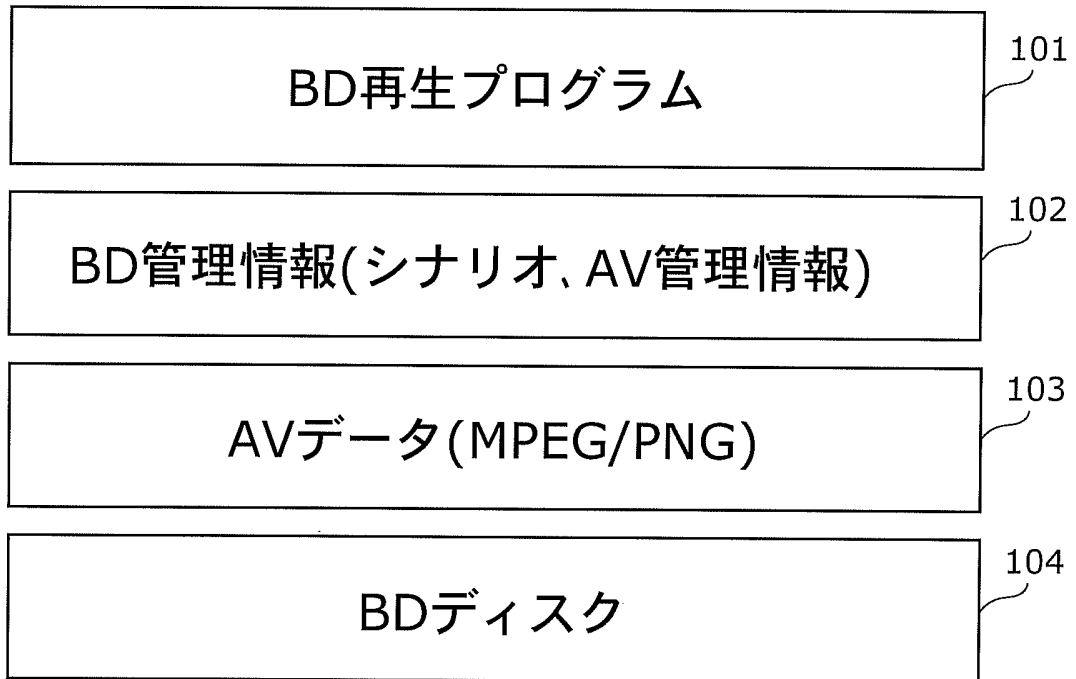 101
BD再生プログラム
102
BD管理情報(シナリオ、AV管理情報)
103
AVデータ(MPEG/PNG)
104
BDディスク